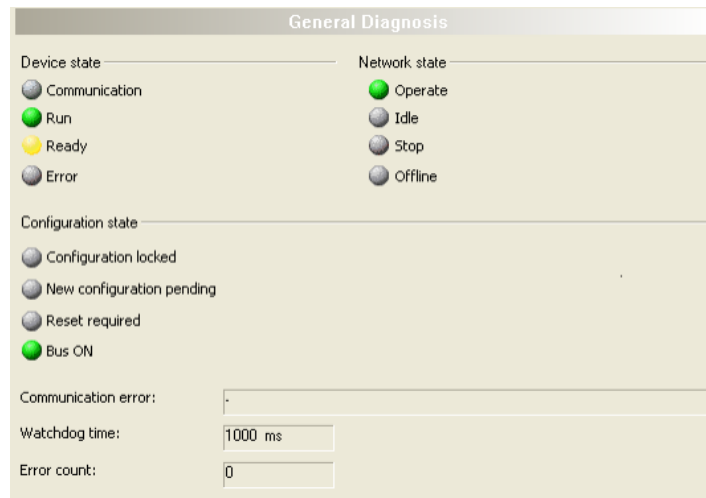 General Diagnosis
Device state
Network state
Communication
Operate
Run
Idle
Ready
Stop
Error
Offline
Configuration state
Configuration locked
New configuration pending
Reset required
Bus ON
Communication error: -
Watchdog time: 1000 ms
Error count: 0